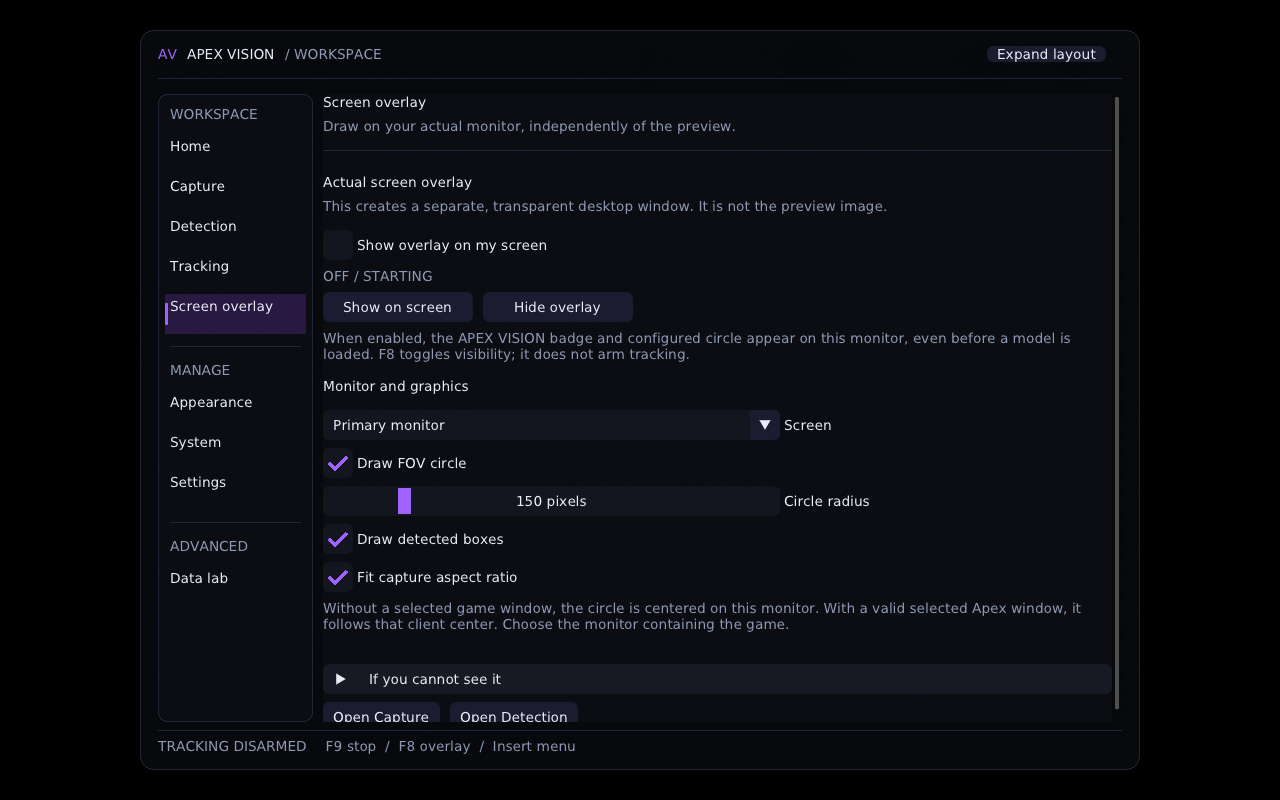 AV APEX VISION / WORKSPACE
Expand layout
WORKSPACE
Home
Capture
Detection
Tracking
Screen overlay
MANAGE
Appearance
System
Settings
ADVANCED
Data lab
Screen overlay
Draw on your actual monitor, independently of the preview.
Actual screen overlay
This creates a separate, transparent desktop window. It is not the preview image.
Show overlay on my screen
OFF / STARTING
Show on screen
Hide overlay
When enabled, the APEX VISION badge and configured circle appear on this monitor, even before a model is
loaded. F8 toggles visibility; it does not arm tracking.
Monitor and graphics
Primary monitor
Screen
Draw FOV circle
150 pixels
Circle radius
Draw detected boxes
Fit capture aspect ratio
Without a selected game window, the circle is centered on this monitor. With a valid selected Apex window, it
follows that client center. Choose the monitor containing the game.
If you cannot see it
Open Capture
Open Detection
TRACKING DISARMED F9 stop / F8 overlay / Insert menu